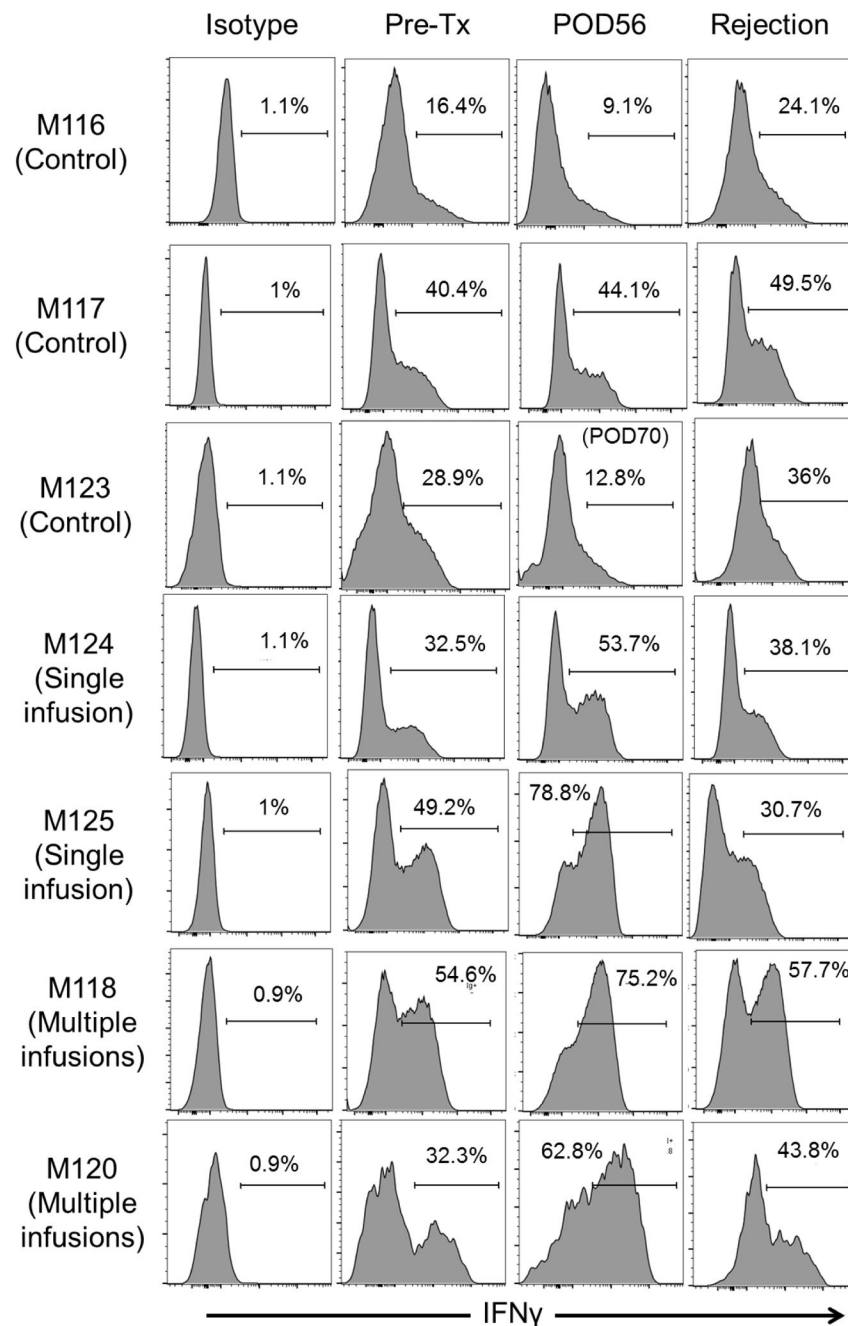 Isotype Pre-Tx POD56 Rejection
M116
(Control)
1.1% 16.4% 9.1% 24.1%
M117
(Control)
1% 40.4% 44.1% 49.5%
(POD70)
M123
(Control)
1.1% 28.9% 12.8% 36%
M124
(Single
infusion)
1.1% 32.5% 53.7% 38.1%
M125
(Single
infusion)
1% 49.2% 78.8% 30.7%
M118
(Multiple
infusions)
0.9% 54.6% 75.2% 57.7%
M120
(Multiple
infusions)
0.9% 32.3% 62.8% 43.8%
IFNγ